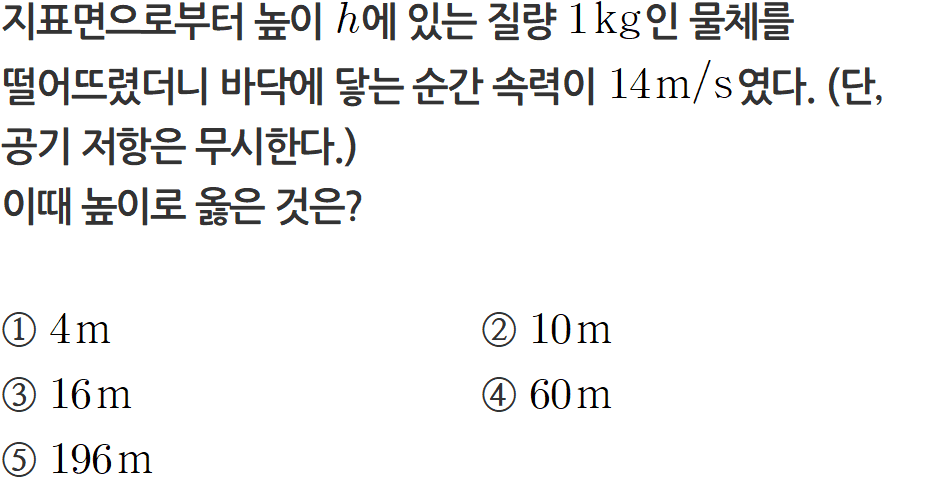 지표면으로부터 높이 h에 있는 질량 1kg인 물체를
떨어뜨렸더니 바닥에 닿는 순간 속력이 14m/s였다. (단,
공기 저항은 무시한다.)
이때 높이로 옳은 것은?
① 4m ② 10m
③ 16m ④ 60m
⑤ 196m